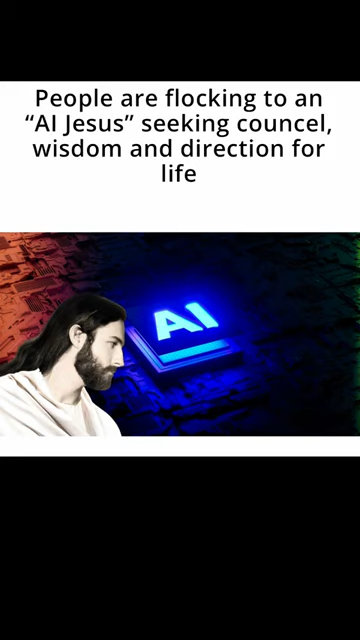 People are flocking to an
“AI Jesus” seeking councel,
wisdom and direction for
life
AI